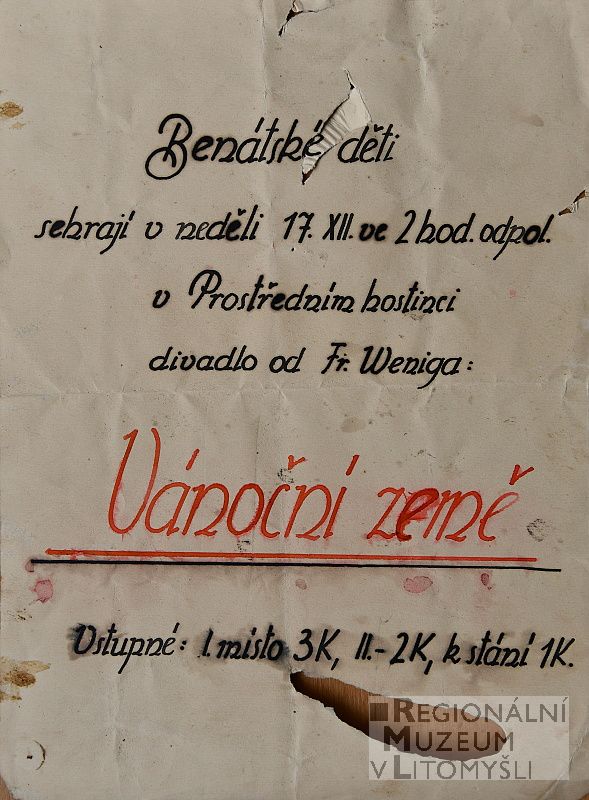 Benátské děti
sehrají v neděli 17. XII. ve 2 hod. odpol.
v Prostředním hostinci
divadlo od Fr. Weniga:
Vánoční země
Vstupné: I. místo 3K, II.- 2K, k stání 1K.
REGIONÁLNÍ
MUZEUM
V LITOMYŠLI